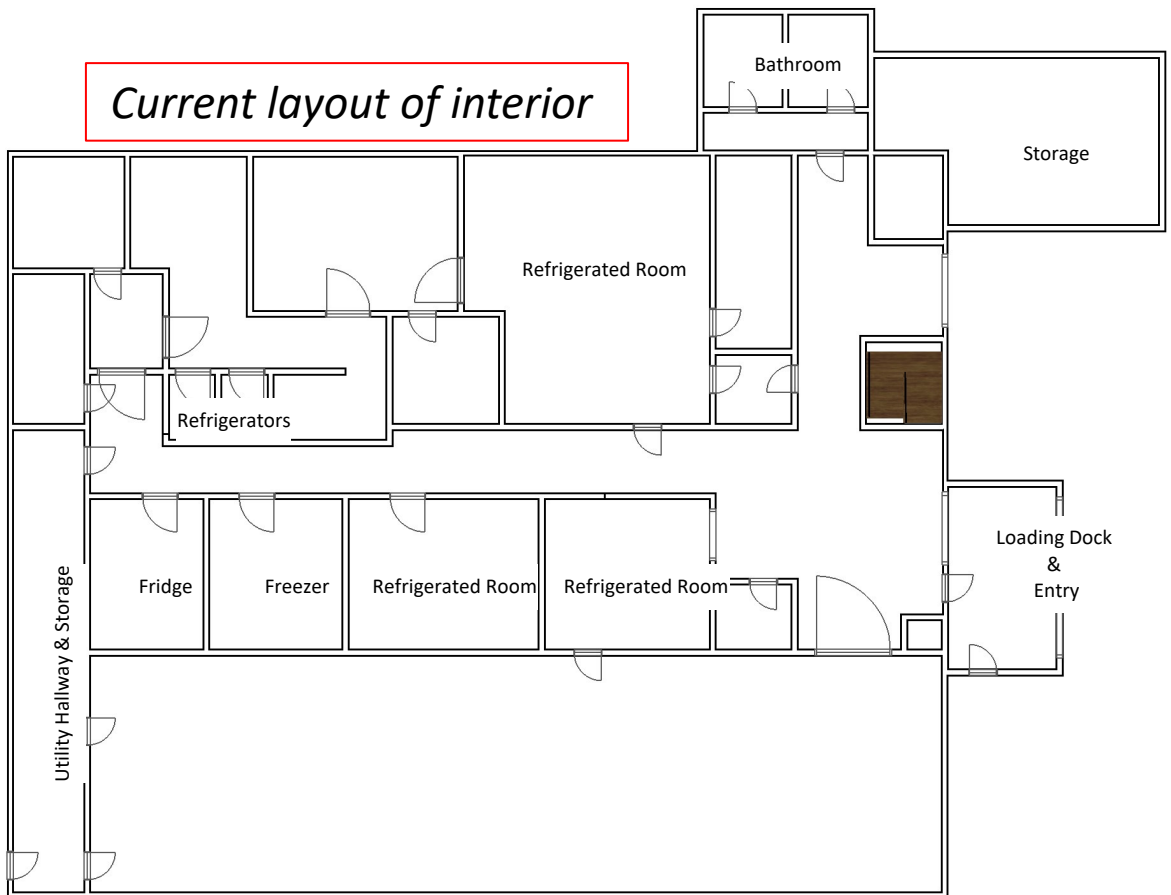 Current layout of interior
Bathroom
Storage
Refrigerated Room
Refrigerators
Loading Dock
&
Entry
Fridge
Freezer
Refrigerated Room
Refrigerated Room
Utility Hallway & Storage